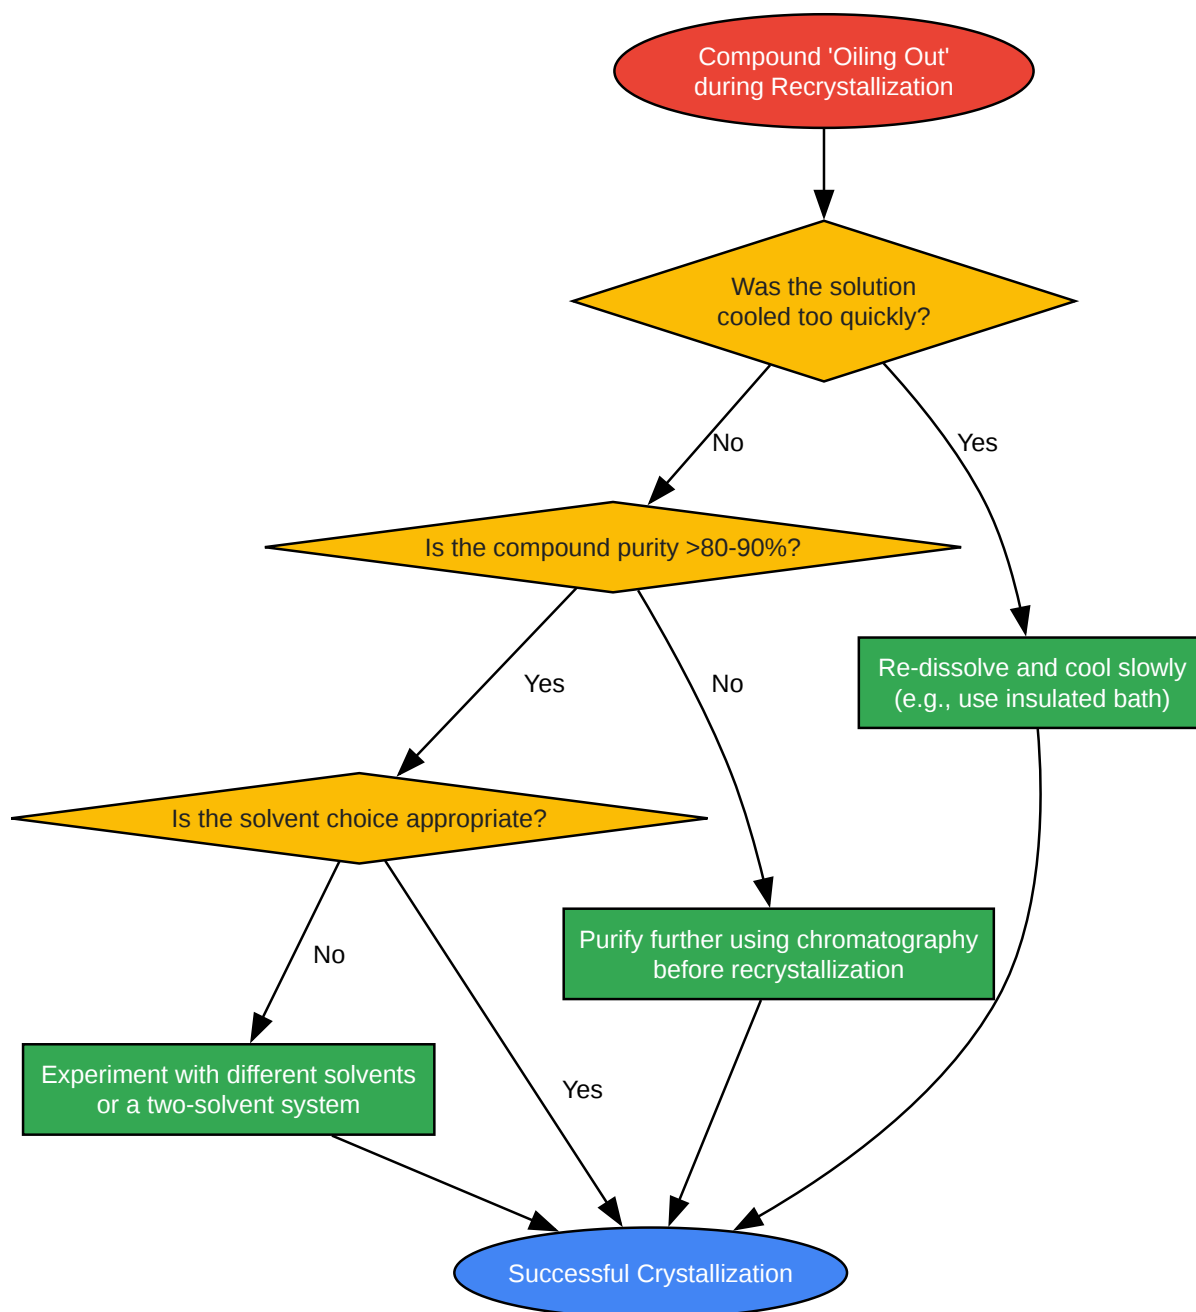 Compound 'Oiling Out'
during Recrystallization
Was the solution
cooled too quickly?
No
Yes
Is the compound purity >80-90%?
Yes
No
Re-dissolve and cool slowly
(e.g., use insulated bath)
Is the solvent choice appropriate?
No
Yes
Purify further using chromatography
before recrystallization
Experiment with different solvents
or a two-solvent system
Successful Crystallization